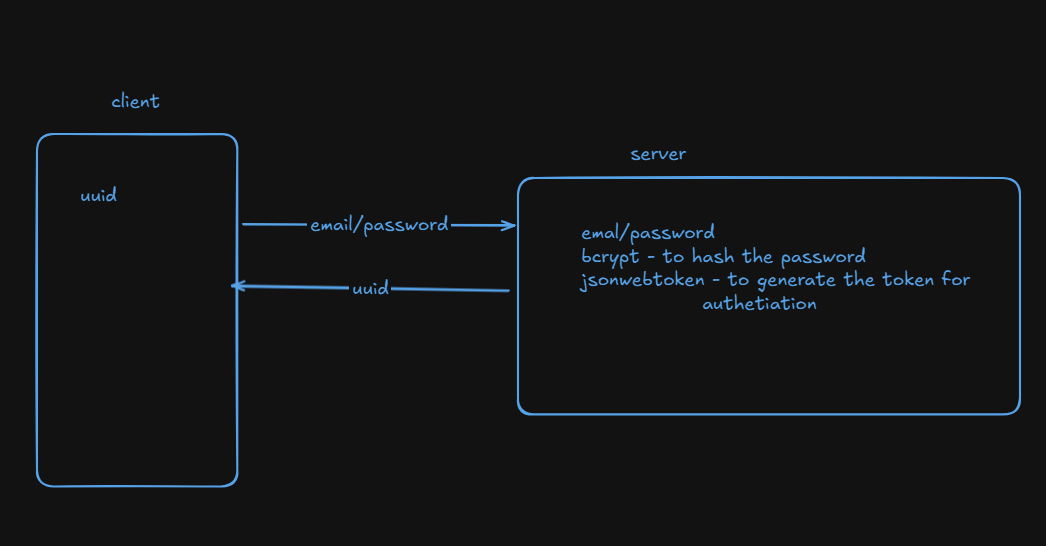 client
uuid
email/password
uuid
server
emal/password
bcrypt - to hash the password
jsonwebtoken - to generate the token for
authetiation